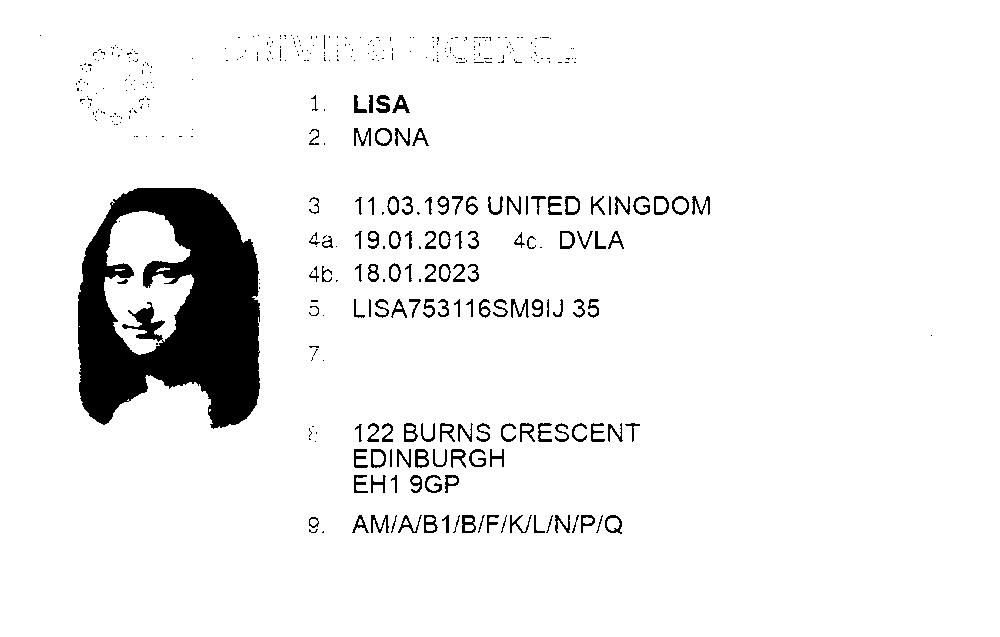 DRIVING LICENCE
1. LISA
2. MONA
3 11.03.1976 UNITED KINGDOM
4a. 19.01.2013 4c. DVLA
4b. 18.01.2023
5. LISA753116SM9IJ 35
7.
8 122 BURNS CRESCENT
EDINBURGH
EH1 9GP
9. AM/A/B1/B/F/K/L/N/P/Q